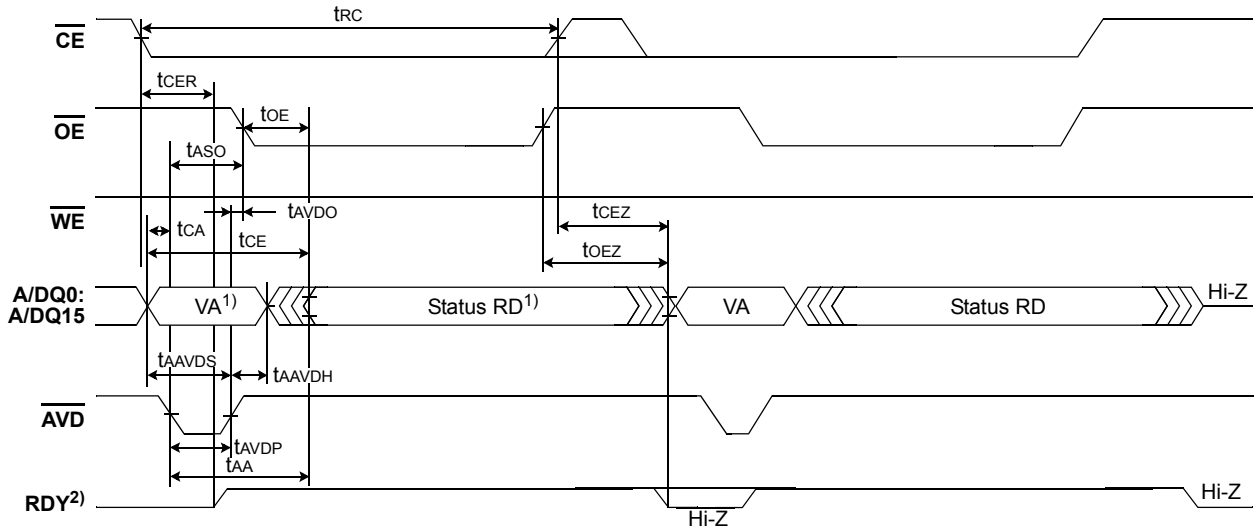 tRC
CE
tCER
tOE
OE
tASO
tAVDO
WE
tCEZ
tCA
tCE
tOEZ
A/DQ0:
A/DQ15
VA1)
Status RD1)
VA
Status RD
Hi-Z
tAAVDS
tAAVDH
AVD
tAVDP
tAA
RDY2)
Hi-Z
Hi-Z